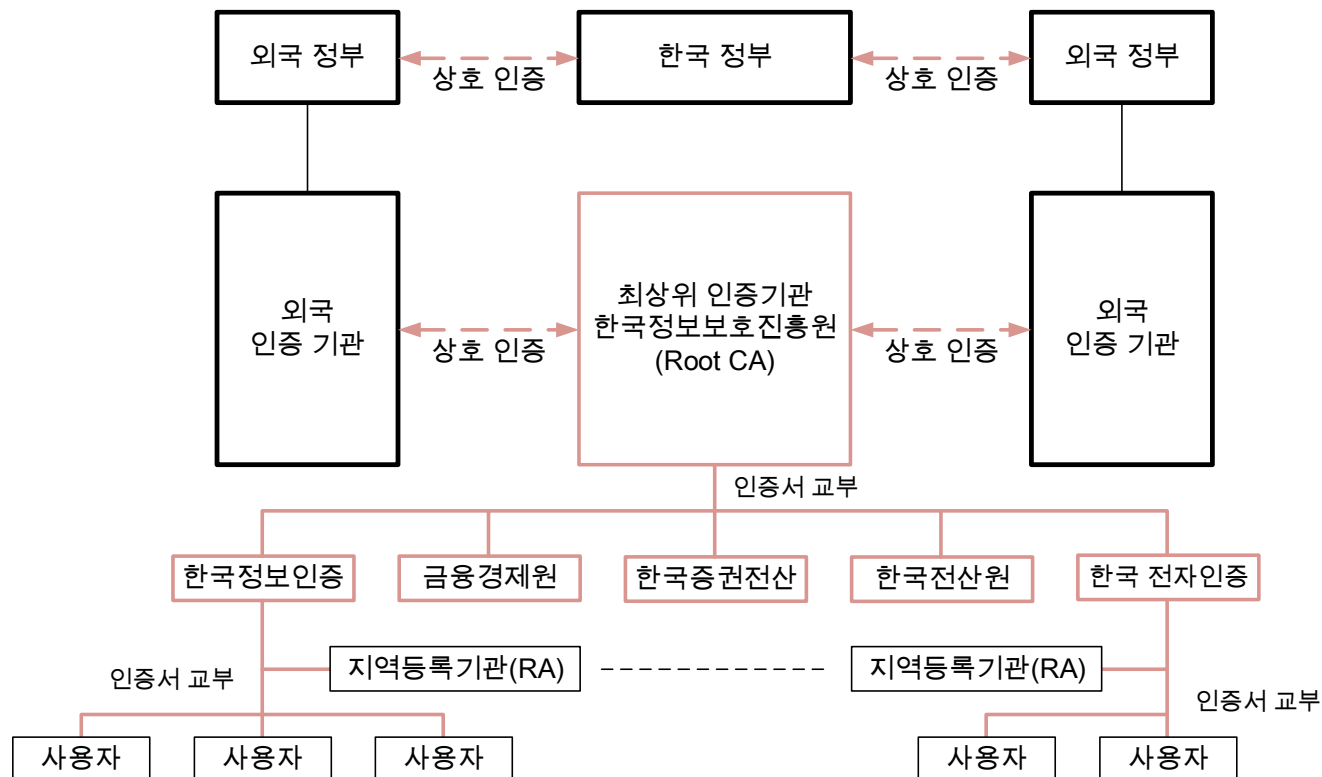 외국 정부
한국 정부
외국 정부
상호 인증
상호 인증
외국
인증 기관
최상위 인증기관
한국정보보호진흥원
(Root CA)
외국
인증 기관
상호 인증
상호 인증
인증서 교부
한국정보인증
금융경제원
한국증권전산
한국전산원
한국 전자인증
지역등록기관(RA)
지역등록기관(RA)
인증서 교부
인증서 교부
사용자
사용자
사용자
사용자
사용자